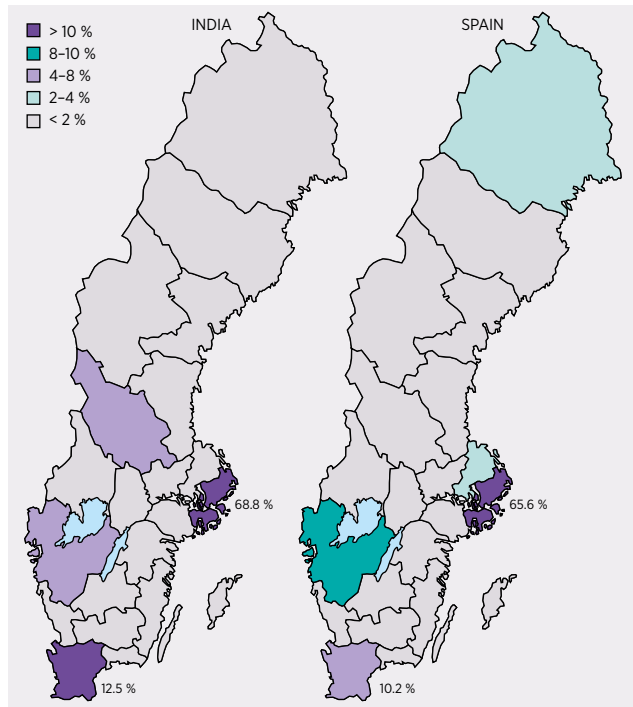 INDIA
SPAIN
> 10 %
8–10 %
4–8 %
2–4 %
< 2 %
68.8 %
65.6 %
12.5 %
10.2 %